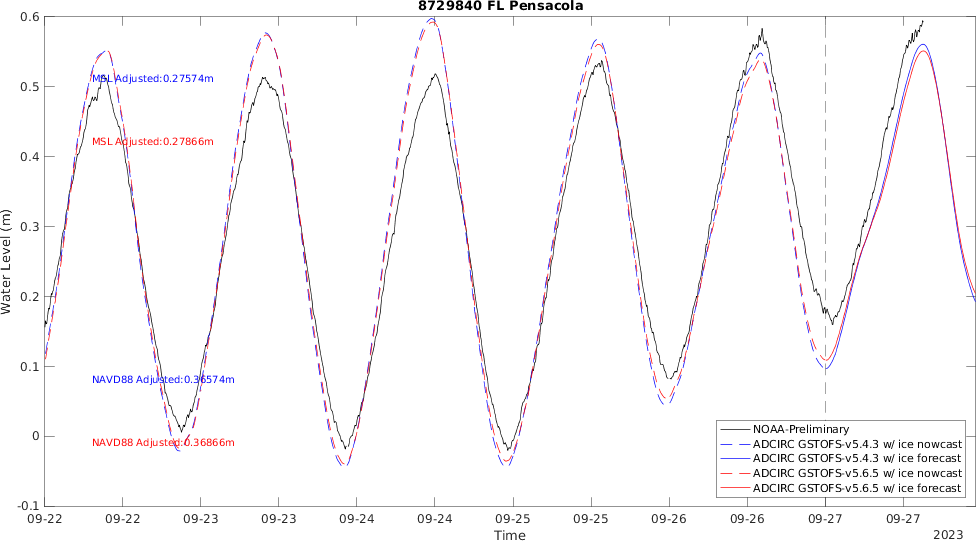 8729840 FL Pensacola
0.6
0.5
0.4
0.3
0.2
0.1
0
-0.1
Water Level (m)
MSL Adjusted:0.27574m
MSL Adjusted:0.27866m
NAVD88 Adjusted:0.36574m
NAVD88 Adjusted:0.36866m
NOAA-Preliminary
ADCIRC GSTOFS-v5.4.3 w/ ice nowcast
ADCIRC GSTOFS-v5.4.3 w/ ice forecast
ADCIRC GSTOFS-v5.6.5 w/ ice nowcast
ADCIRC GSTOFS-v5.6.5 w/ ice forecast
09-22 09-22 09-23 09-23 09-24 09-24 09-25 09-25 09-26 09-26 09-27 09-27
Time
2023